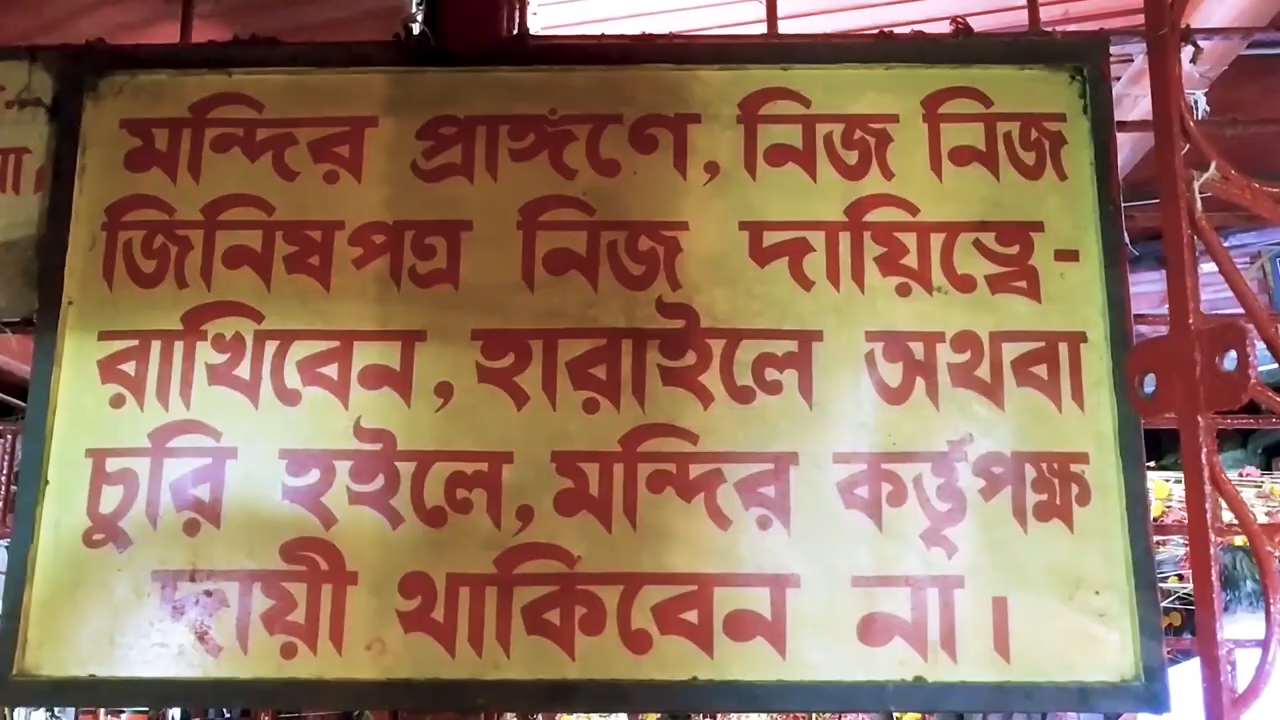 মন্দির প্রাঙ্গণে, নিজ নিজ
জিনিষপত্র নিজ দায়িত্বে-
রাখিবেন, হারাইলে অথবা
চুরি হইলে, মন্দির কর্ত্তৃপক্ষ
দায়ী থাকিবেন না।